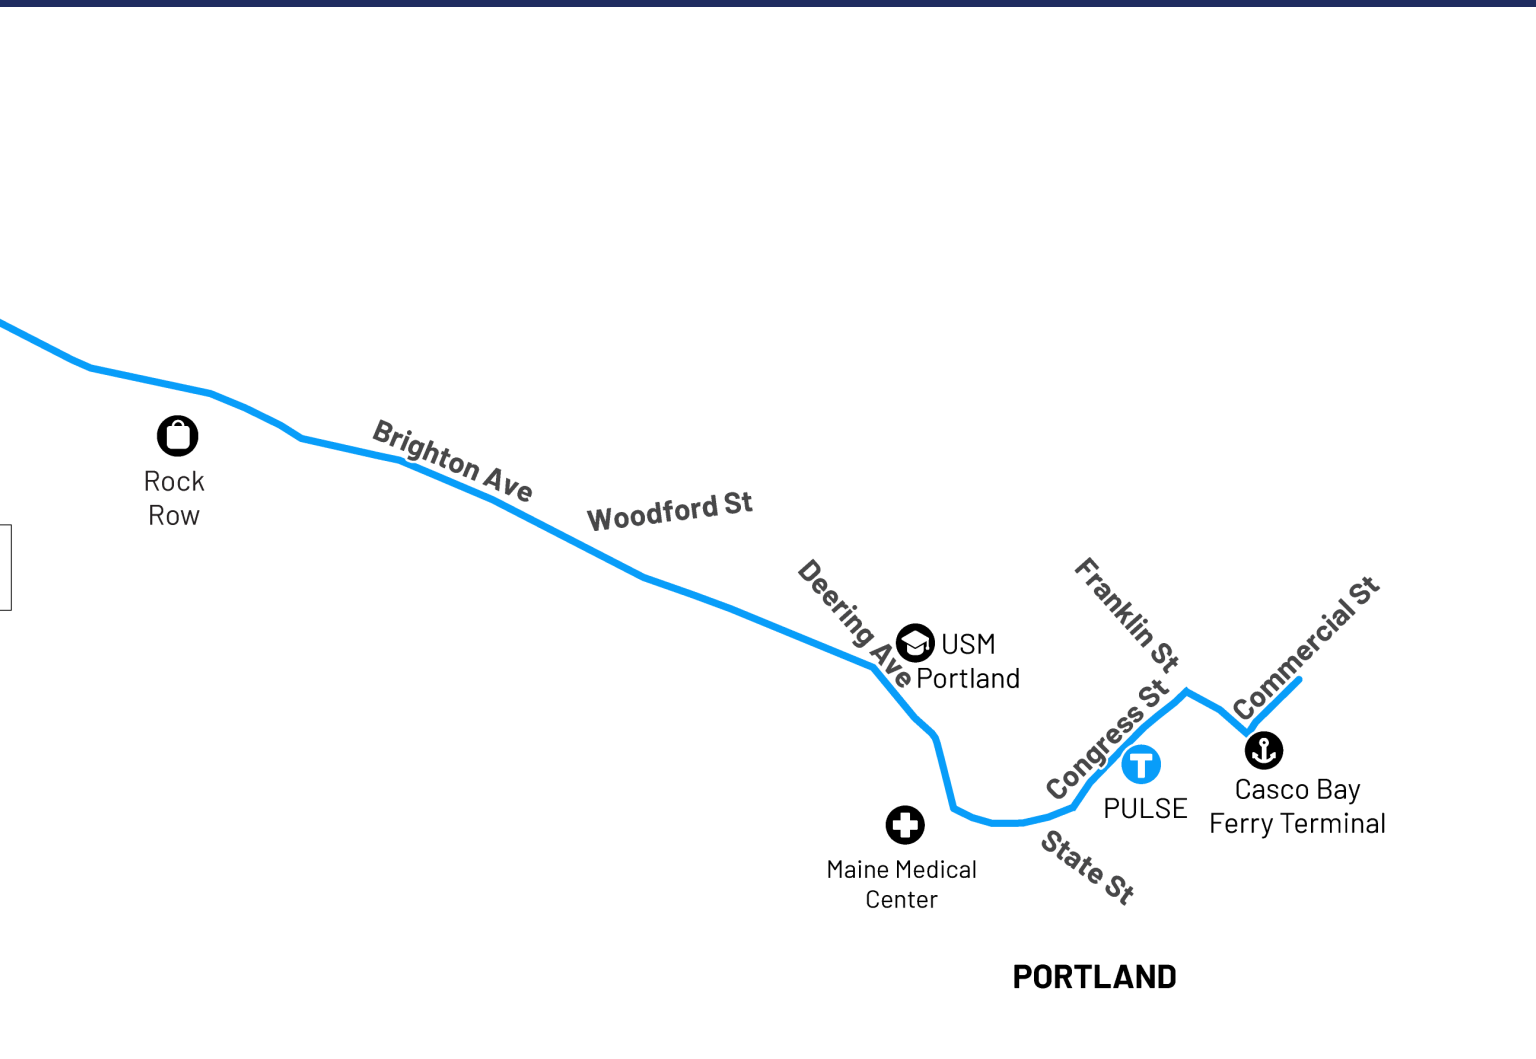 Rock
Row
Brighton Ave
Woodford St
Deering Ave
USM
Portland
Franklin St
Commercial St
Congress St
T
PULSE
Casco Bay
Ferry Terminal
Maine Medical
Center
State St
PORTLAND